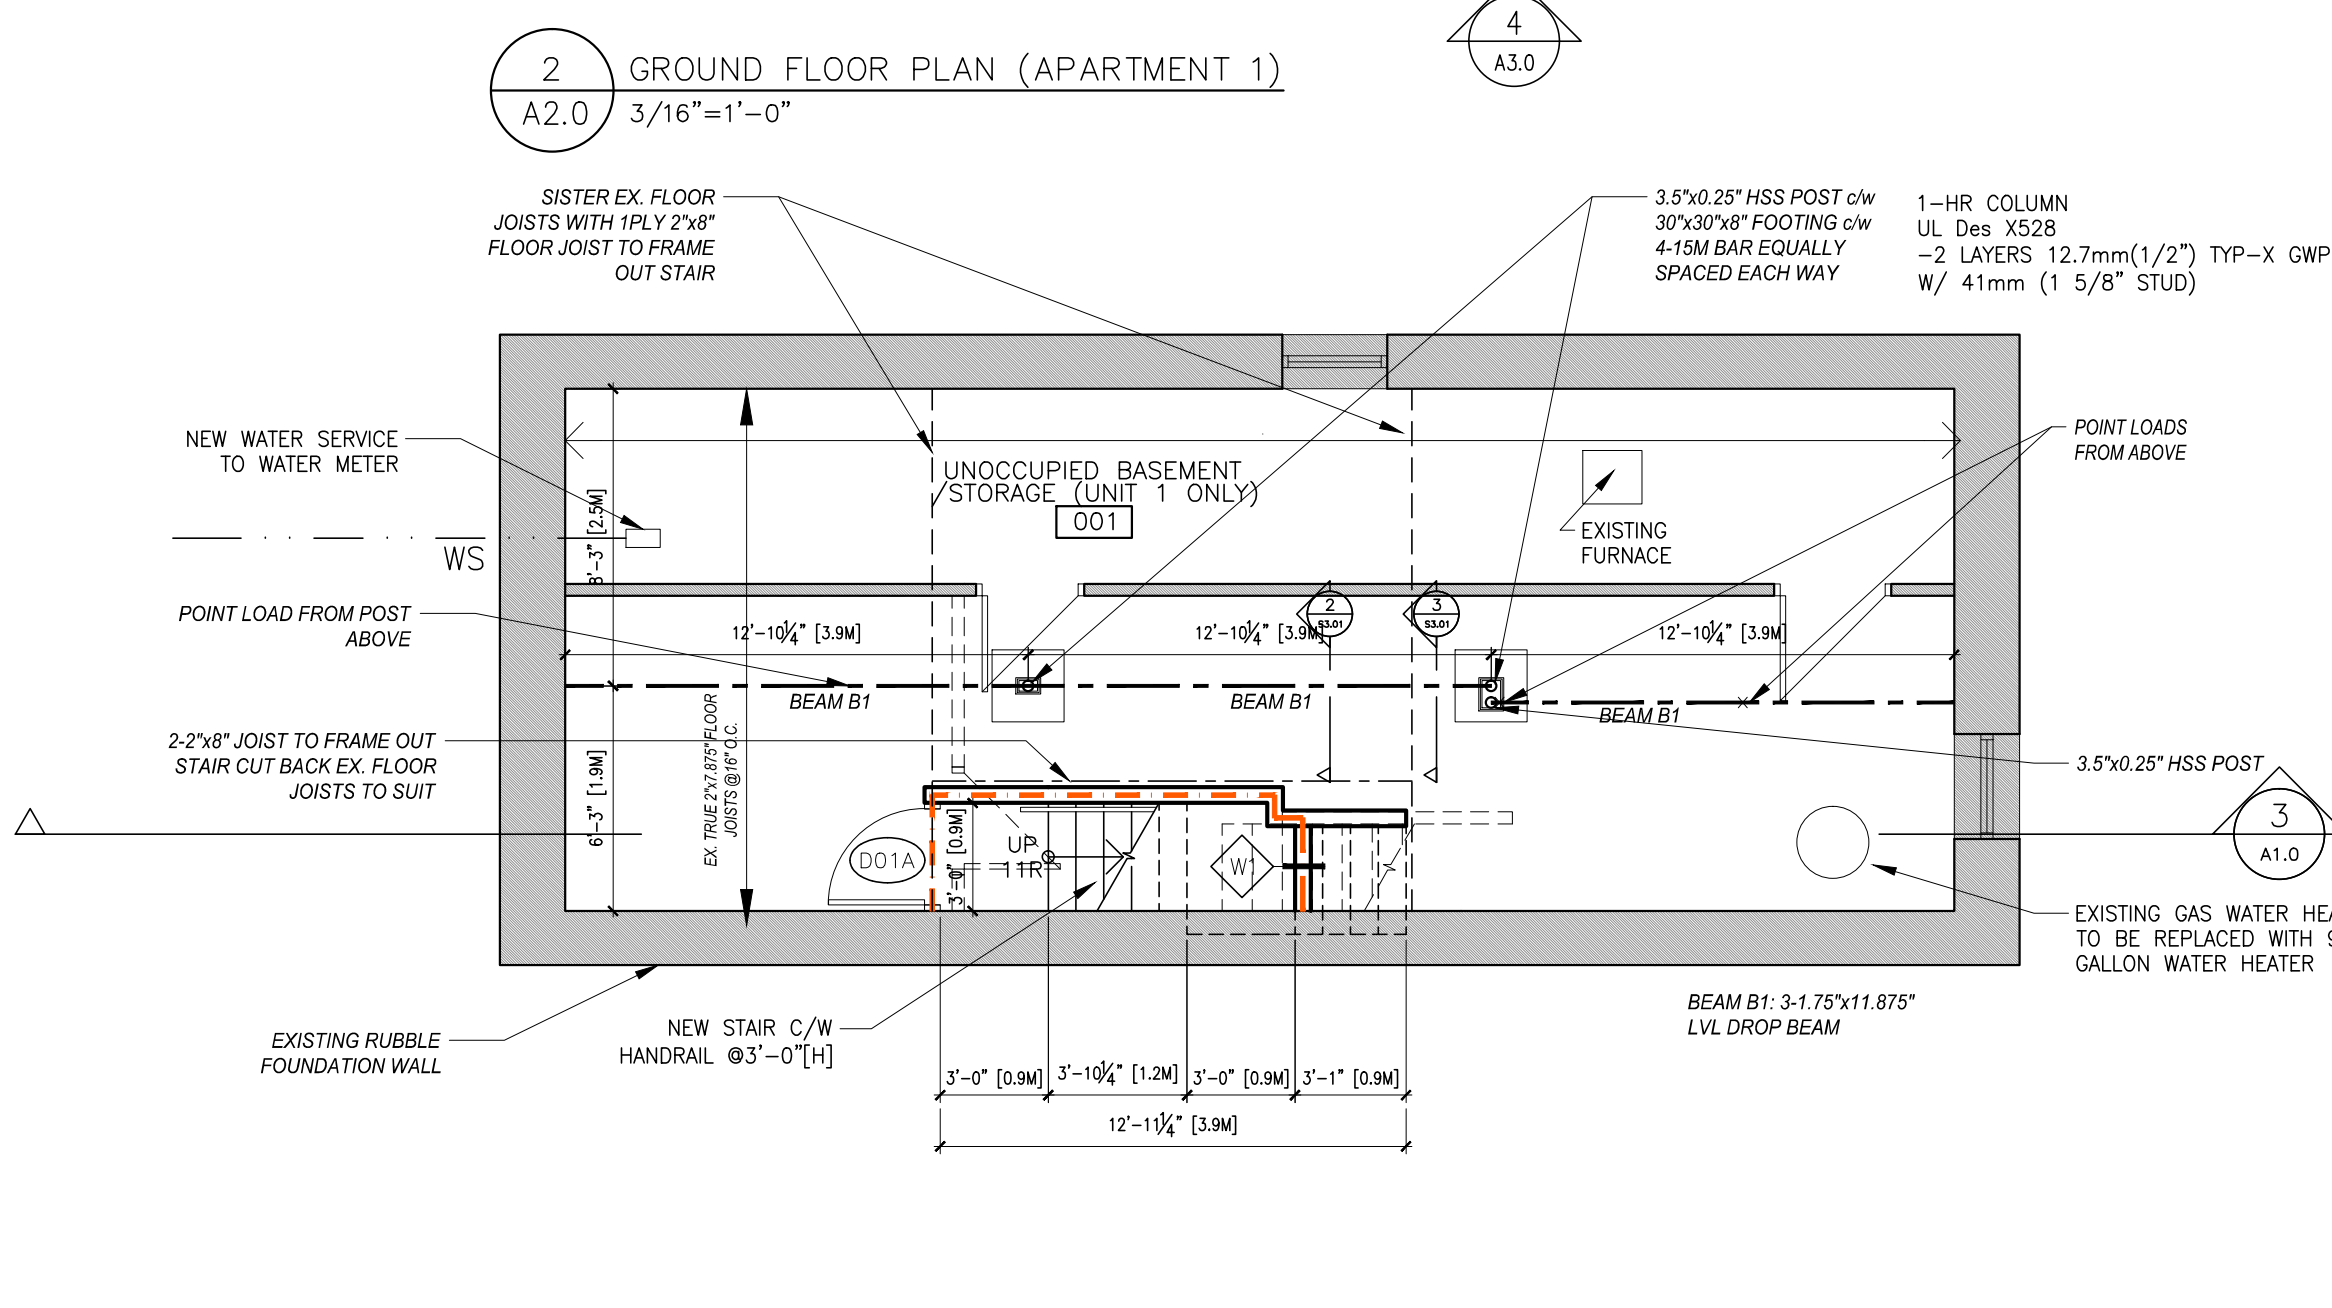 4
A3.0
2
A2.0
GROUND FLOOR PLAN (APARTMENT 1)
3/16"=1'-0"
SISTER EX. FLOOR
JOISTS WITH 1PLY 2"x8"
FLOOR JOIST TO FRAME
OUT STAIR
3.5"x0.25" HSS POST c/w
30"x30"x8" FOOTING c/w
4-15M BAR EQUALLY
SPACED EACH WAY
1-HR COLUMN
UL Des X528
-2 LAYERS 12.7mm(1/2") TYP-X GWP
W/ 41mm (1 5/8" STUD)
NEW WATER SERVICE
TO WATER METER
WS
8'-3" [2.5M]
UNOCCUPIED BASEMENT
STORAGE (UNIT 1 ONLY)
001
EXISTING
FURNACE
POINT LOADS
FROM ABOVE
POINT LOAD FROM POST
ABOVE
12'-10¼" [3.9M]
12'-10¼" [3.9M]
12'-10¼" [3.9M]
2
S3.01
3
S3.01
BEAM B1
BEAM B1
BEAM B1
2-2"x8" JOIST TO FRAME OUT
STAIR CUT BACK EX. FLOOR
JOISTS TO SUIT
6'-3" [1.9M]
EX. TRUE 2"x7.875" FLOOR
JOISTS @16" O.C.
3.5"x0.25" HSS POST
D01A
3'-0" [0.9M]
UP
11R
W1
3
A1.0
EXISTING GAS WATER
TO BE REPLACED WITH
GALLON WATER HEATER
BEAM B1: 3-1.75"x11.875"
LVL DROP BEAM
EXISTING RUBBLE
FOUNDATION WALL
NEW STAIR C/W
HANDRAIL @3'-0"[H]
3'-0" [0.9M]
3'-10¼" [1.2M]
3'-0" [0.9M]
3'-1" [0.9M]
12'-11¼" [3.9M]